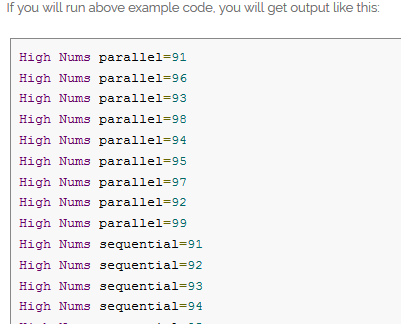 If you will run above example code, you will get output like this:
High Nums parallel=91
High Nums parallel=96
High Nums parallel=93
High Nums parallel=98
High Nums parallel=94
High Nums parallel=95
High Nums parallel=97
High Nums parallel=92
High Nums parallel=99
High Nums sequential=91
High Nums sequential=92
High Nums sequential=93
High Nums sequential=94